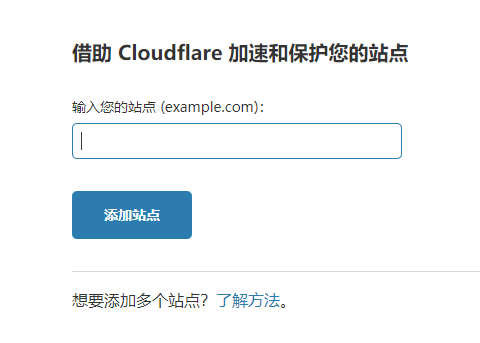 借助 Cloudflare 加速和保护您的站点
输入您的站点 (example.com)：
添加站点
想要添加多个站点？了解方法。